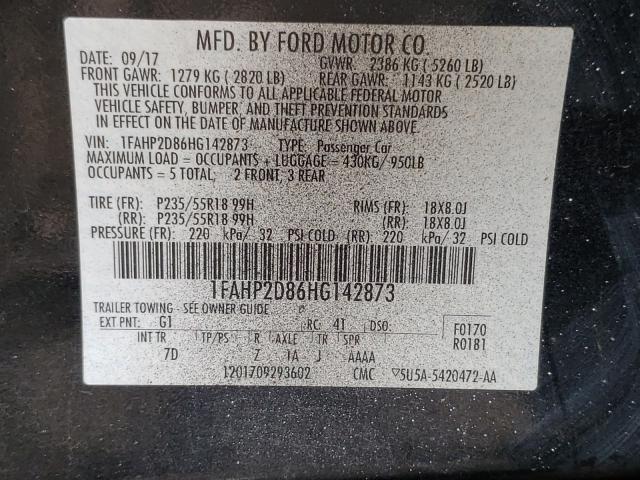 MFD. BY FORD MOTOR CO.
DATE: 09/17 GVWR: 2386 KG ( 5260 LB)
FRONT GAWR: 1279 KG ( 2820 LB) REAR GAWR: 1143 KG ( 2520 LB)
THIS VEHICLE CONFORMS TO ALL APPLICABLE FEDERAL MOTOR
VEHICLE SAFETY, BUMPER, AND THEFT PREVENTION STANDARDS
IN EFFECT ON THE DATE OF MANUFACTURE SHOWN ABOVE.
VIN: 1FAHP2D86HG142873 TYPE: Passenger Car
MAXIMUM LOAD = OCCUPANTS + LUGGAGE = 430KG/950LB
OCCUPANTS = 5 TOTAL: 2 FRONT, 3 REAR
TIRE (FR): P235/55R18 99H RIMS (FR): 18X8.0J
(RR): P235/55R18 99H (RR): 18X8.0J
PRESSURE (FR): 220 kPa/ 32 PSI COLD (RR): 220 kPa/ 32 PSI COLD
1FAHP2D86HG142873
TRAILER TOWING - SEE OWNER GUIDE
EXT PNT: G1 RC: 41 DSO: F0170
INT TR TP/PS R AXLE TR SPR R0181
7D Z 1A J AAAA
1201709293602 CMC 5U5A-5420472-AA